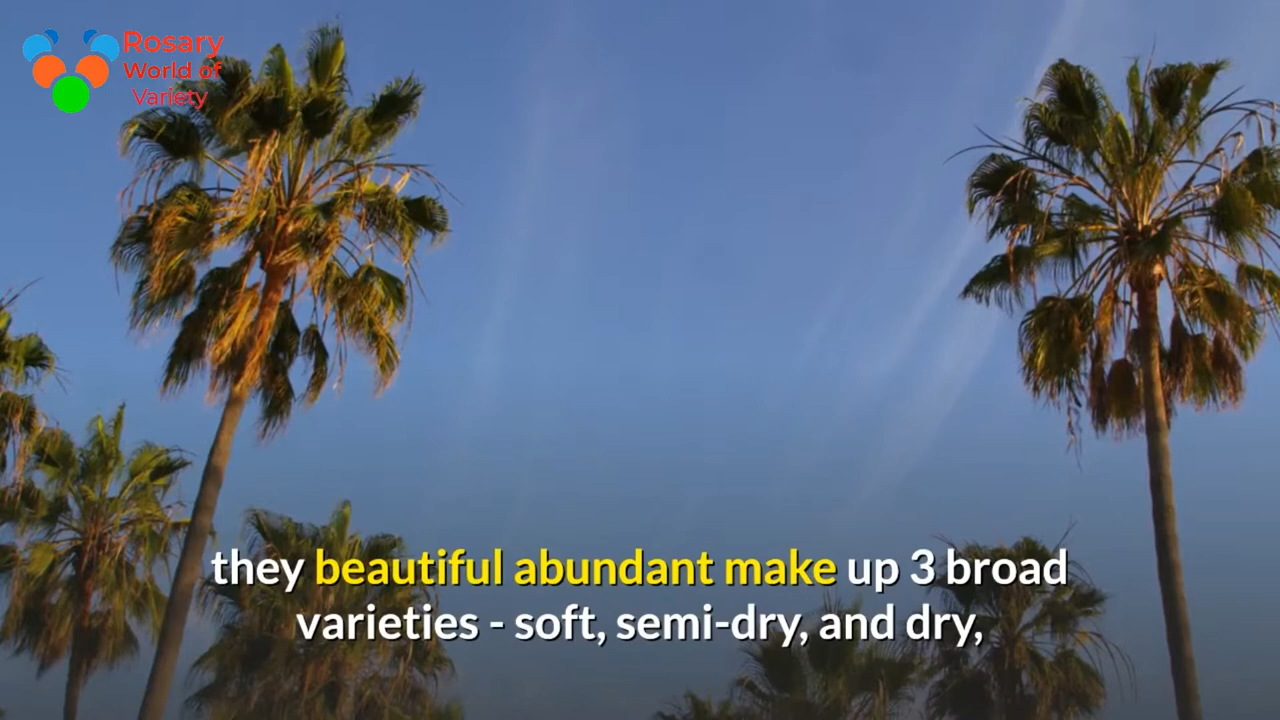 Rosary
World of
Variety
they beautiful abundant make up 3 broad
varieties - soft, semi-dry, and dry,